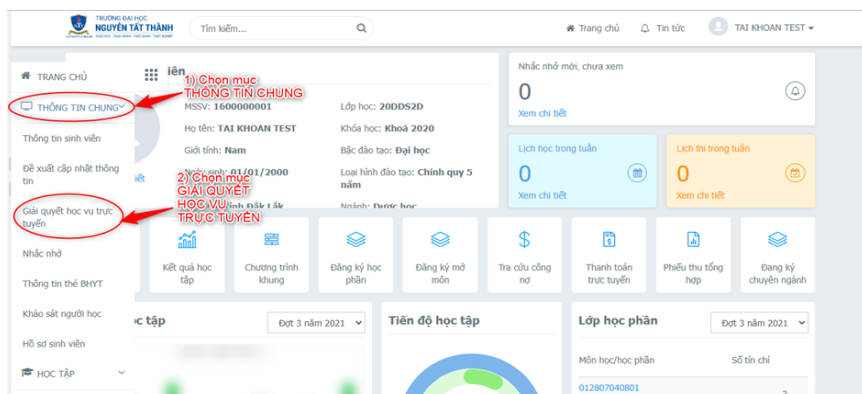 TRƯỜNG ĐẠI HỌC
NGUYỄN TẤT THÀNH
Tìm kiếm...
Trang chủ
Tin tức
TAI KHOAN TEST
TRANG CHỦ
THÔNG TIN CHUNG
Thông tin sinh viên
Đề xuất cập nhật thông
tin
Giải quyết học vụ trực
tuyến
Nhắc nhở
Thông tin thẻ BHYT
Khảo sát người học
Hồ sơ sinh viên
HỌC TẬP
iên
1) Chọn mục
THÔNG TIN CHUNG
MSSV: 1600000001
Họ tên: TAI KHOAN TEST
Giới tính: Nam
Ngày sinh: 01/01/2000
2) Chọn mục
GIẢI QUYẾT
HỌC VỤ
TRỰC TUYẾN
ỉnh Đắk Lắk
Lớp học: 20DDS2D
Khóa học: Khoá 2020
Bậc đào tạo: Đại học
Loại hình đào tạo: Chính quy 5
năm
Ngành: Dược học
Nhắc nhở mới, chưa xem
0
Xem chi tiết
Lịch học trong tuần
0
Xem chi tiết
Lịch thi trong tuần
0
Xem chi tiết
Kết quả học
tập
Chương trình
khung
Đăng ký học
phần
Đăng ký mở
môn
Tra cứu công
nợ
Thanh toán
trực tuyến
Phiếu thu tổng
hợp
Đang ký
chuyên ngành
ọc tập
Đợt 3 năm 2021
Tiến độ học tập
Lớp học phần
Đợt 3 năm 2021
Môn học/học phần
Số tín chỉ
012807040801